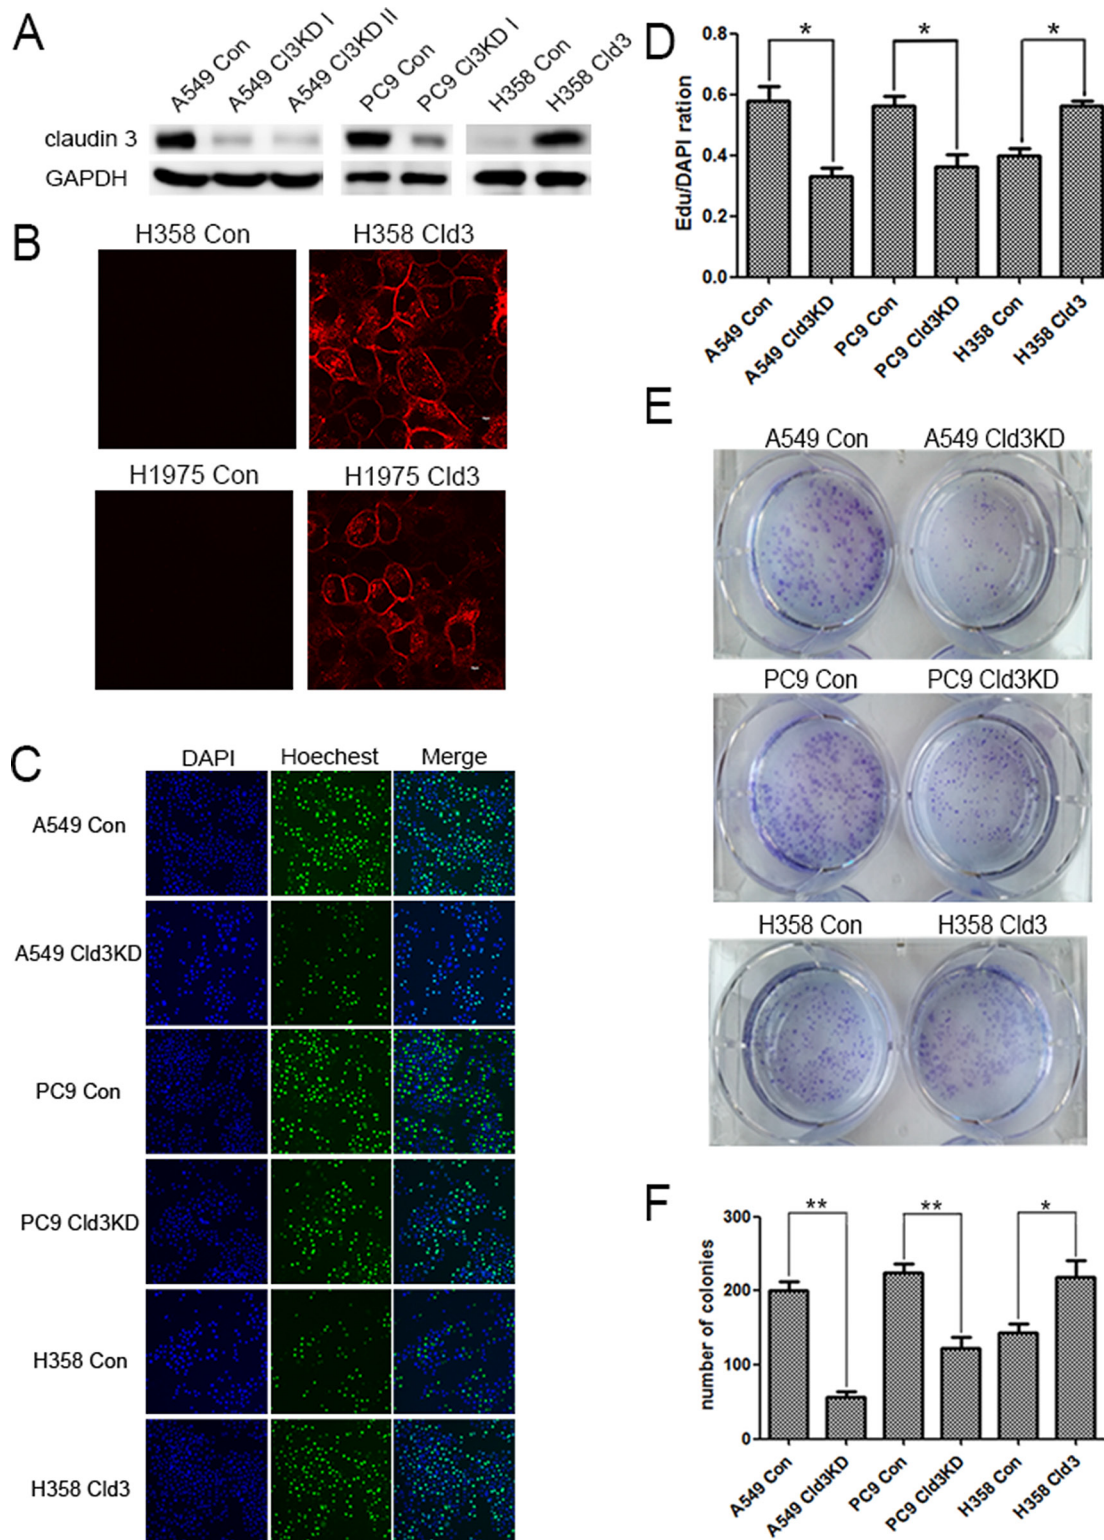 A
A549 Con
A549 Cl3KD I
A549 Cl3KD II
PC9 Con
PC9 Cl3KD I
H358 Con
H358 Cld3
claudin 3
GAPDH
B
H358 Con
H358 Cld3
H1975 Con
H1975 Cld3
C
DAPI
Hoechest
Merge
A549 Con
A549 Cld3KD
PC9 Con
PC9 Cld3KD
H358 Con
H358 Cld3
D
Edu/DAPI ration
0.8
0.6
0.4
0.2
0.0
*
*
*
A549 Con
A549 Cld3KD
PC9 Con
PC9 Cld3KD
H358 Con
H358 Cld3
E
A549 Con
A549 Cld3KD
PC9 Con
PC9 Cld3KD
H358 Con
H358 Cld3
F
number of colonies
300
200
100
0
**
**
*
A549 Con
A549 Cld3KD
PC9 Con
PC9 Cld3KD
H358 Con
H358 Cld3